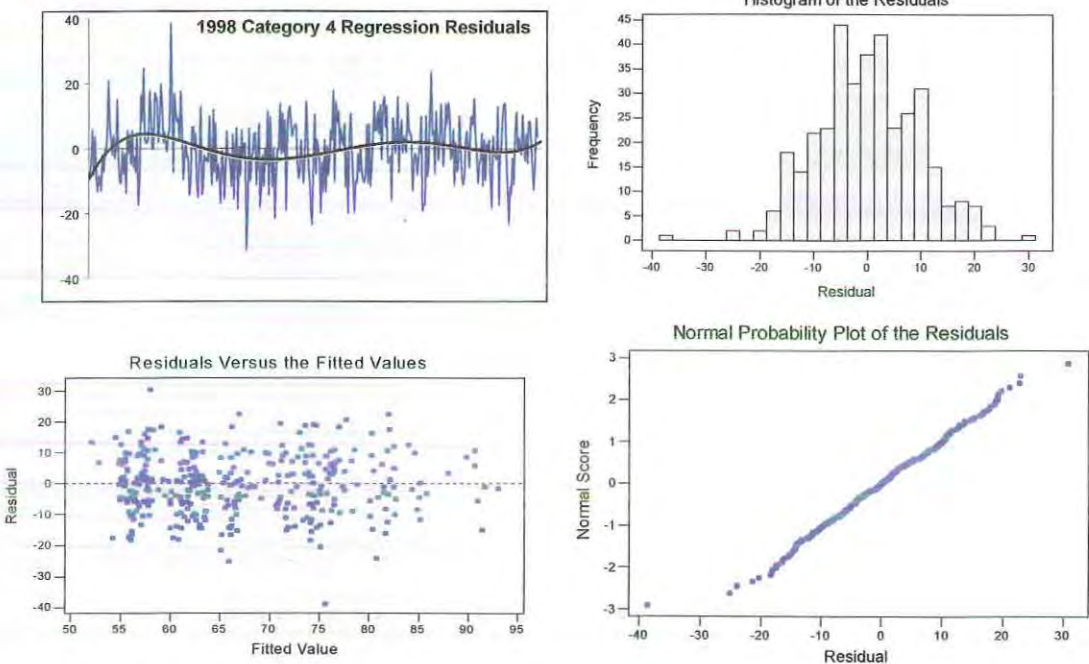 1998 Category 4 Regression Residuals
40
20
0
-20
-40
Histogram of the Residuals
Frequency
45
40
35
30
25
20
15
10
5
0
-40 -30 -20 -10 0 10 20 30
Residual
Residuals Versus the Fitted Values
Residual
30
20
10
0
-10
-20
-30
-40
50 55 60 65 70 75 80 85 90 95
Fitted Value
Normal Probability Plot of the Residuals
Normal Score
3
2
1
0
-1
-2
-3
-40 -30 -20 -10 0 10 20 30
Residual